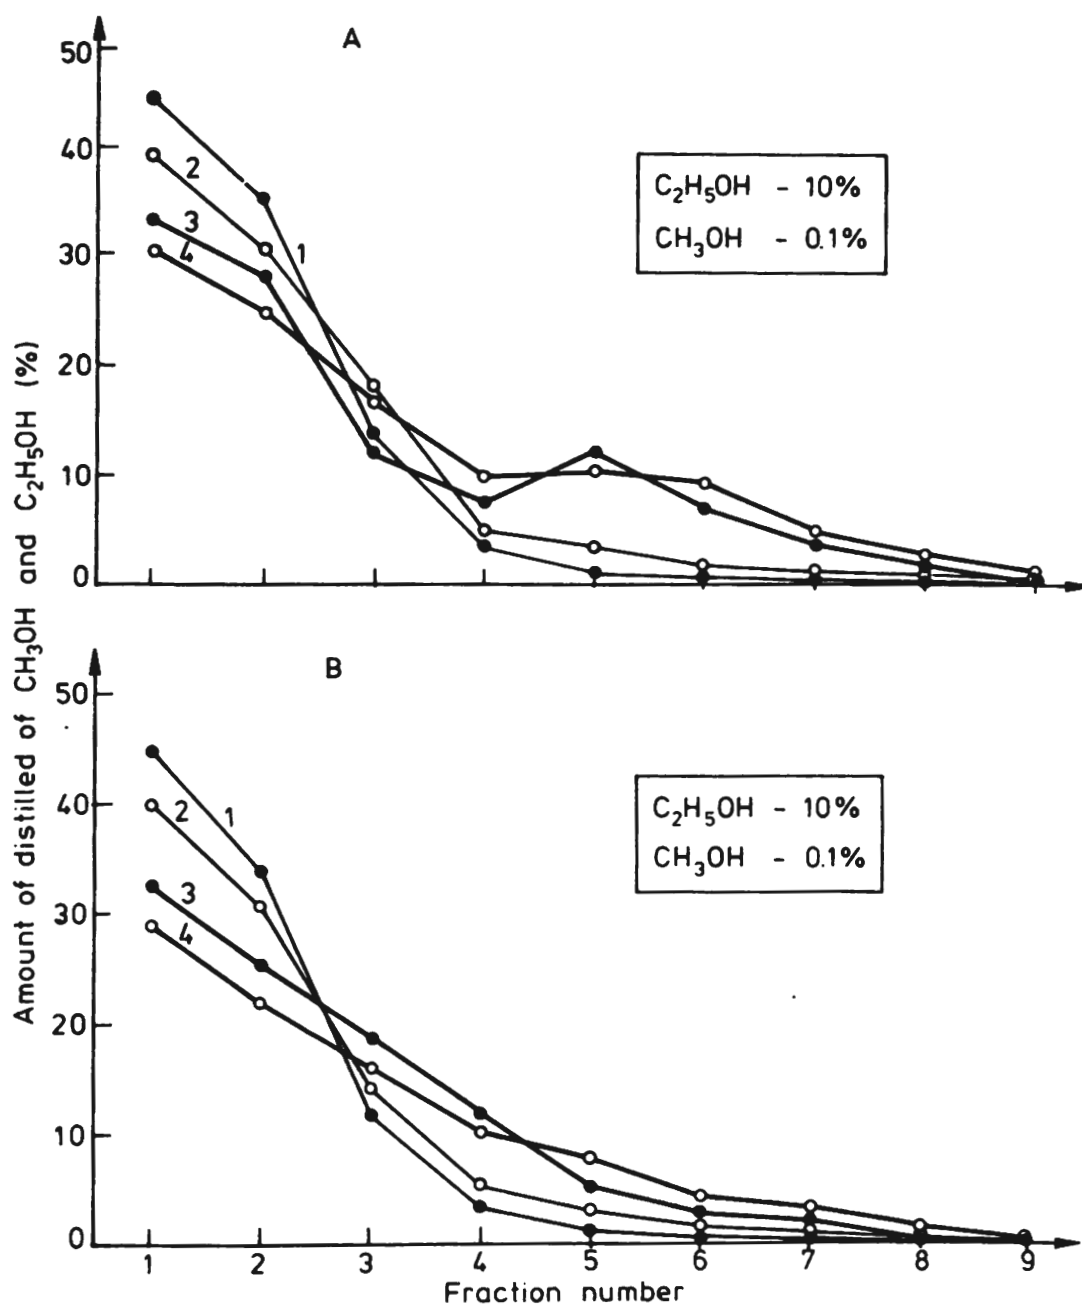 A
50
40
30
20
10
0
2
3
4
1
C₂H₅OH - 10%
CH₃OH - 0.1%
Amount of distilled of CH₃OH and C₂H₅OH (%)
B
50
40
30
20
10
0
2
1
3
4
C₂H₅OH - 10%
CH₃OH - 0.1%
1 2 3 4 5 6 7 8 9
Fraction number